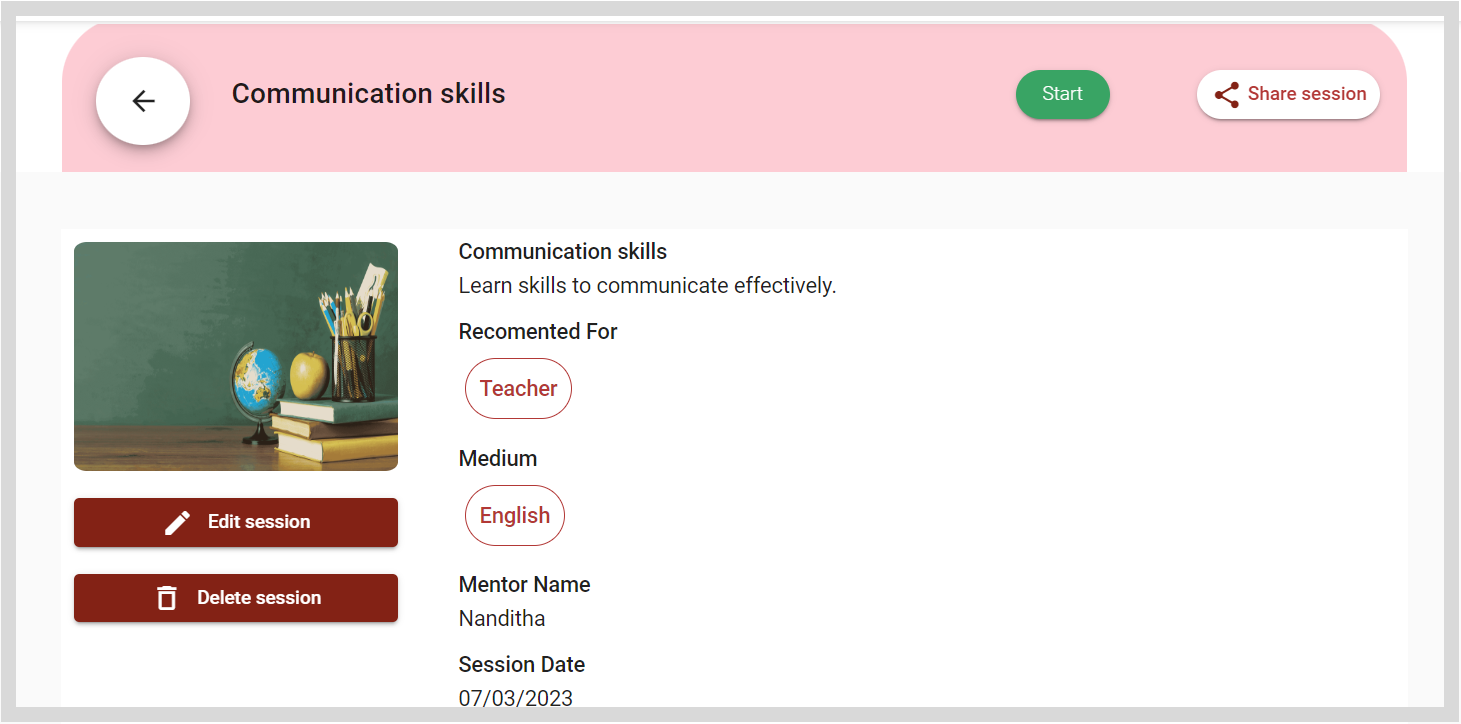 Communication skills
Start
Share session
Communication skills
Learn skills to communicate effectively.
Recomented For
Teacher
Medium
English
Edit session
Delete session
Mentor Name
Nanditha
Session Date
07/03/2023